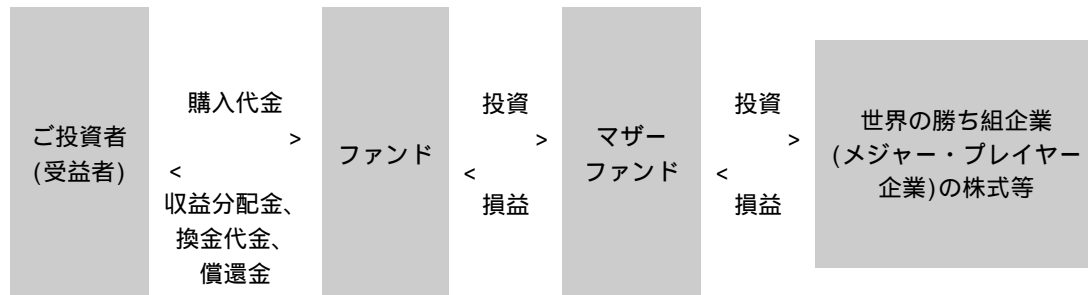 ご投資者
(受益者)
購入代金
>
<
収益分配金、
換金代金、
償還金
ファンド
投資
>
<
損益
マザー
ファンド
投資
>
<
損益
世界の勝ち組企業
(メジャー・プレイヤー
企業)の株式等